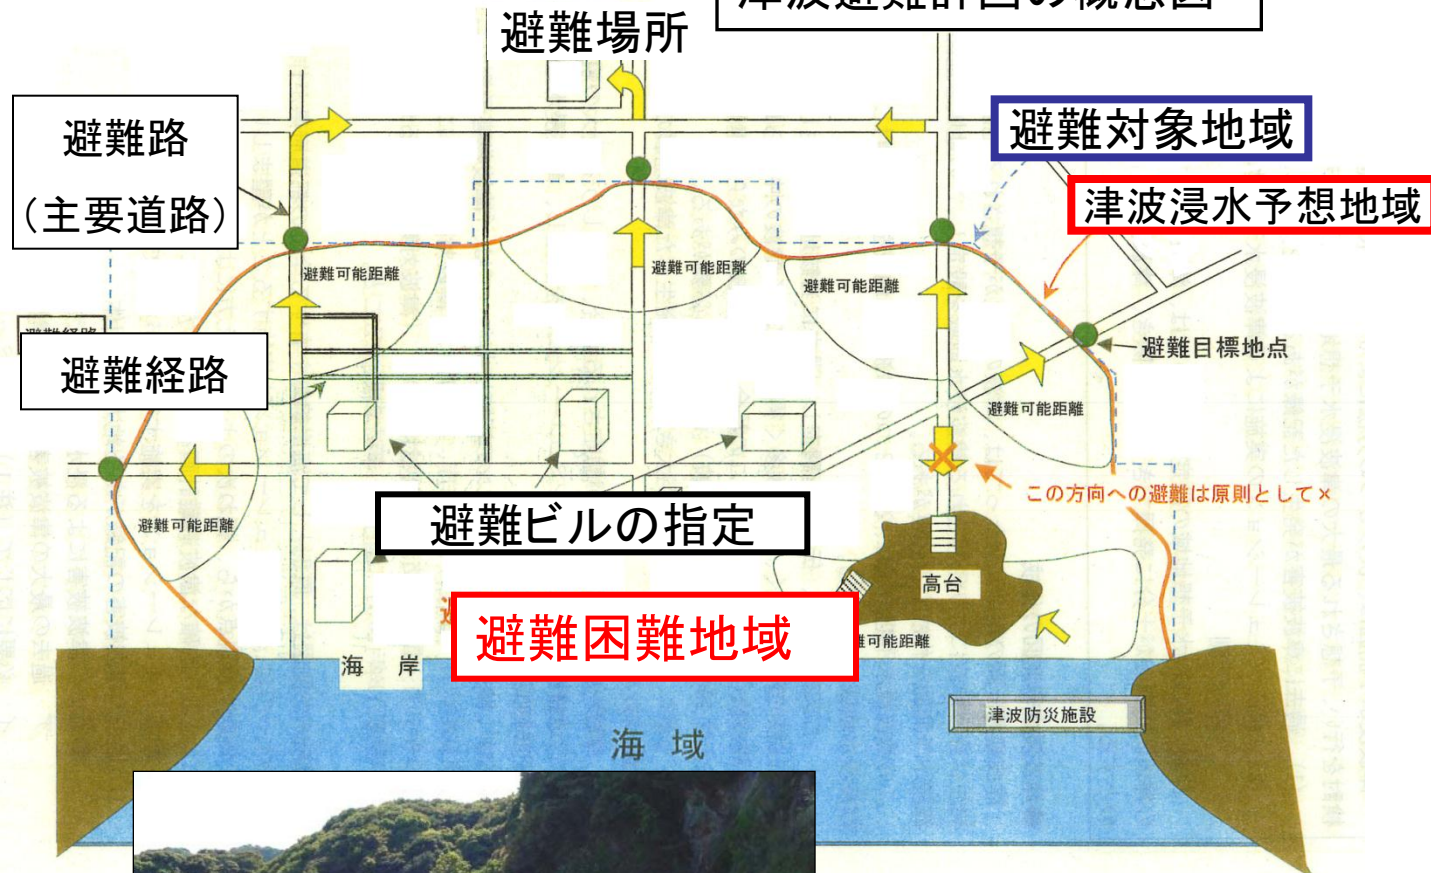 津波避難計画の概念図
避難場所
避難路
(主要道路)
避難対象地域
津波浸水予想地域
避難可能距離
避難可能距離
避難可能距離
避難経路
避難目標地点
避難可能距離
この方向への避難は原則として×
避難可能距離
避難ビルの指定
高台
避難困難地域
難可能距離
海 岸
津波防災施設
海 域